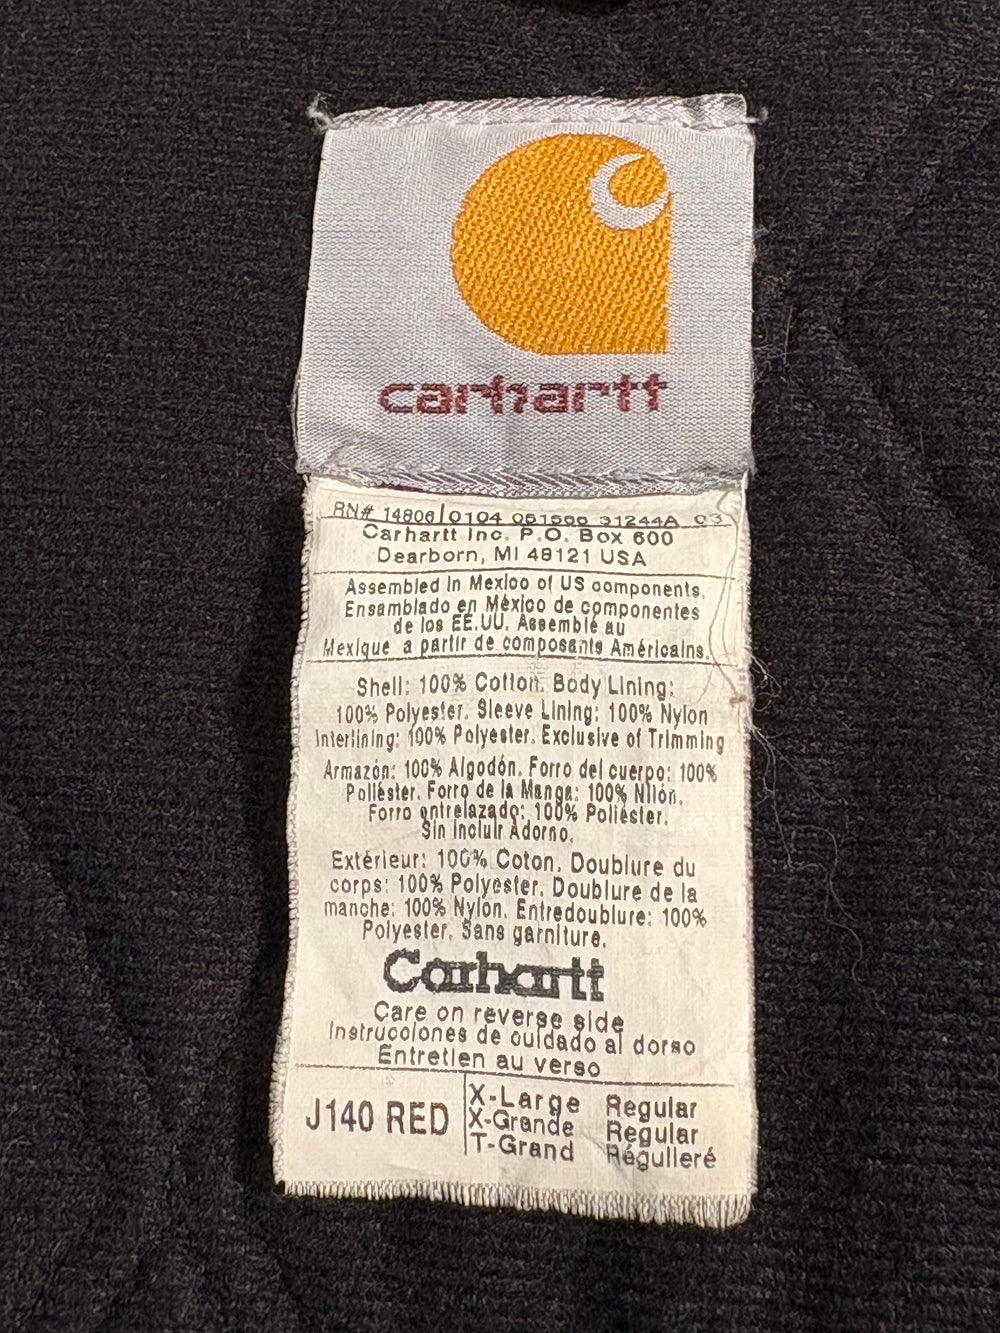 carhartt
RN# 14806 0104 051500 31244A 03
Carhartt Inc. P.O. Box 600
Dearborn, MI 48121 USA
Assembled in Mexico of US components.
Ensamblado en México de componentes
de los EE.UU. Assemblé au
Mexique a partir de composants Américains.
Shell: 100% Cotton. Body Lining:
100% Polyester. Sleeve Lining: 100% Nylon
Interlining: 100% Polyester. Exclusive of Trimming
Armazón: 100% Algodón. Forro del cuerpo: 100%
Poliéster. Forro de la Manga: 100% Nilón.
Forro entrelazado: 100% Poliéster.
Sin Incluir Adorno.
Extérieur: 100% Coton. Doublure du
corps: 100% Polyester. Doublure de la
manche: 100% Nylon. Entredoublure: 100%
Polyester. Sans garniture.
Carhartt
Care on reverse side
Instrucciones de cuidado al dorso
Entretien au verso
J140 RED
X-Large Regular
X-Grande Regular
T-Grand Régulleré